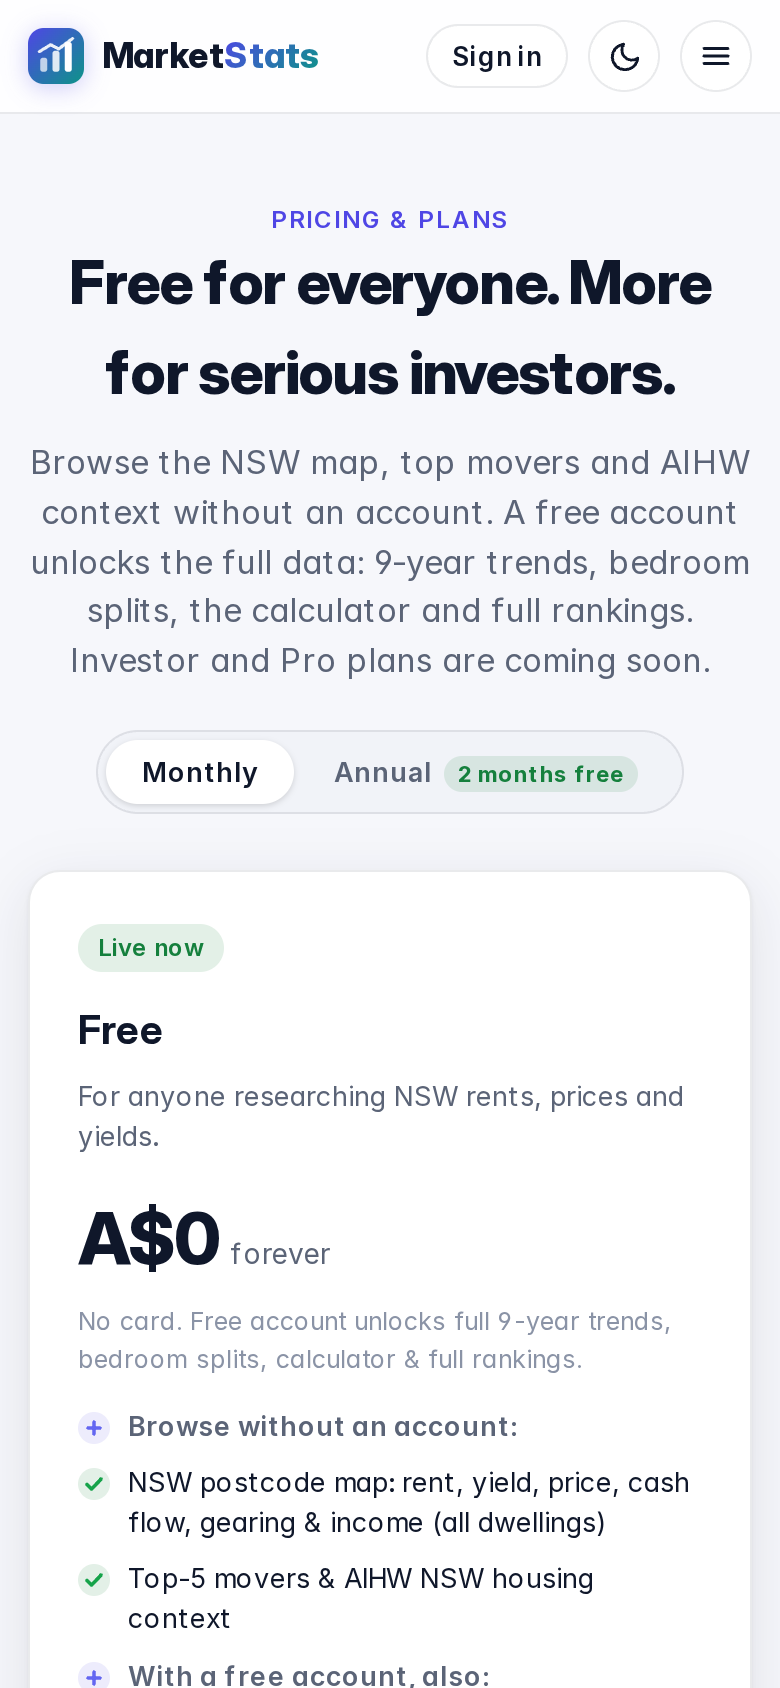 MarketStats
Sign in
PRICING & PLANS
Free for everyone. More
for serious investors.
Browse the NSW map, top movers and AIHW
context without an account. A free account
unlocks the full data: 9-year trends, bedroom
splits, the calculator and full rankings.
Investor and Pro plans are coming soon.
Monthly
Annual 2 months free
Live now
Free
For anyone researching NSW rents, prices and
yields.
A$0 forever
No card. Free account unlocks full 9-year trends,
bedroom splits, calculator & full rankings.
Browse without an account:
NSW postcode map: rent, yield, price, cash
flow, gearing & income (all dwellings)
Top-5 movers & AIHW NSW housing
context
With a free account, also: